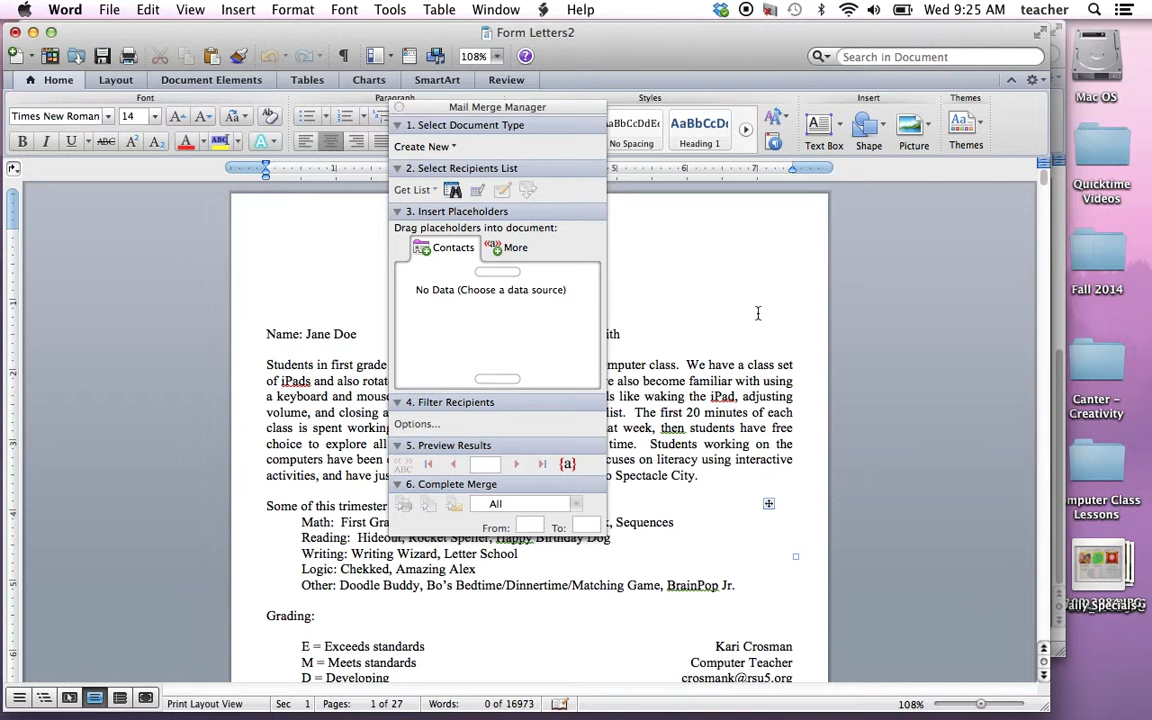 Word File Edit View Insert Format Font Tools Table Window Help Wed 9:25 AM teacher
Form Letters2
108% Search in Document
Home Layout Document Elements Tables Charts SmartArt Review
Font Paragraph Styles Insert Themes
Times New Roman 14
No Spacing Heading 1 Text Box Shape Picture Themes
AaBbCcDdE AaBbCcDd
Mail Merge Manager
1. Select Document Type
Create New
2. Select Recipients List
Get List
3. Insert Placeholders
Drag placeholders into document:
Contacts More
No Data (Choose a data source)
4. Filter Recipients
Options...
5. Preview Results
6. Complete Merge
All
From: To:
Name: Jane Doe ith
Students in first grade mputer class. We have a class set
of iPads and also rotat e also become familiar with using
a keyboard and mouse ls like waking the iPad, adjusting
volume, and closing a list. The first 20 minutes of each
class is spent working at week, then students have free
choice to explore all time. Students working on the
computers have been cuses on literacy using interactive
activities, and have jus o Spectacle City.
Some of this trimester
Math: First Gra , Sequences
Reading: Hideout, Rocket Speller, Happy Birthday Dog
Writing: Writing Wizard, Letter School
Logic: Chekked, Amazing Alex
Other: Doodle Buddy, Bo's Bedtime/Dinnertime/Matching Game, BrainPop Jr.
Grading:
E = Exceeds standards Kari Crosman
M = Meets standards Computer Teacher
D = Developing crosmank@rsu5.org
Print Layout View Sec 1 Pages: 1 of 27 Words: 0 of 16973 108%
Mac OS
Quicktime
Videos
Fall 2014
Canter -
Creativity
omputer Class
Lessons